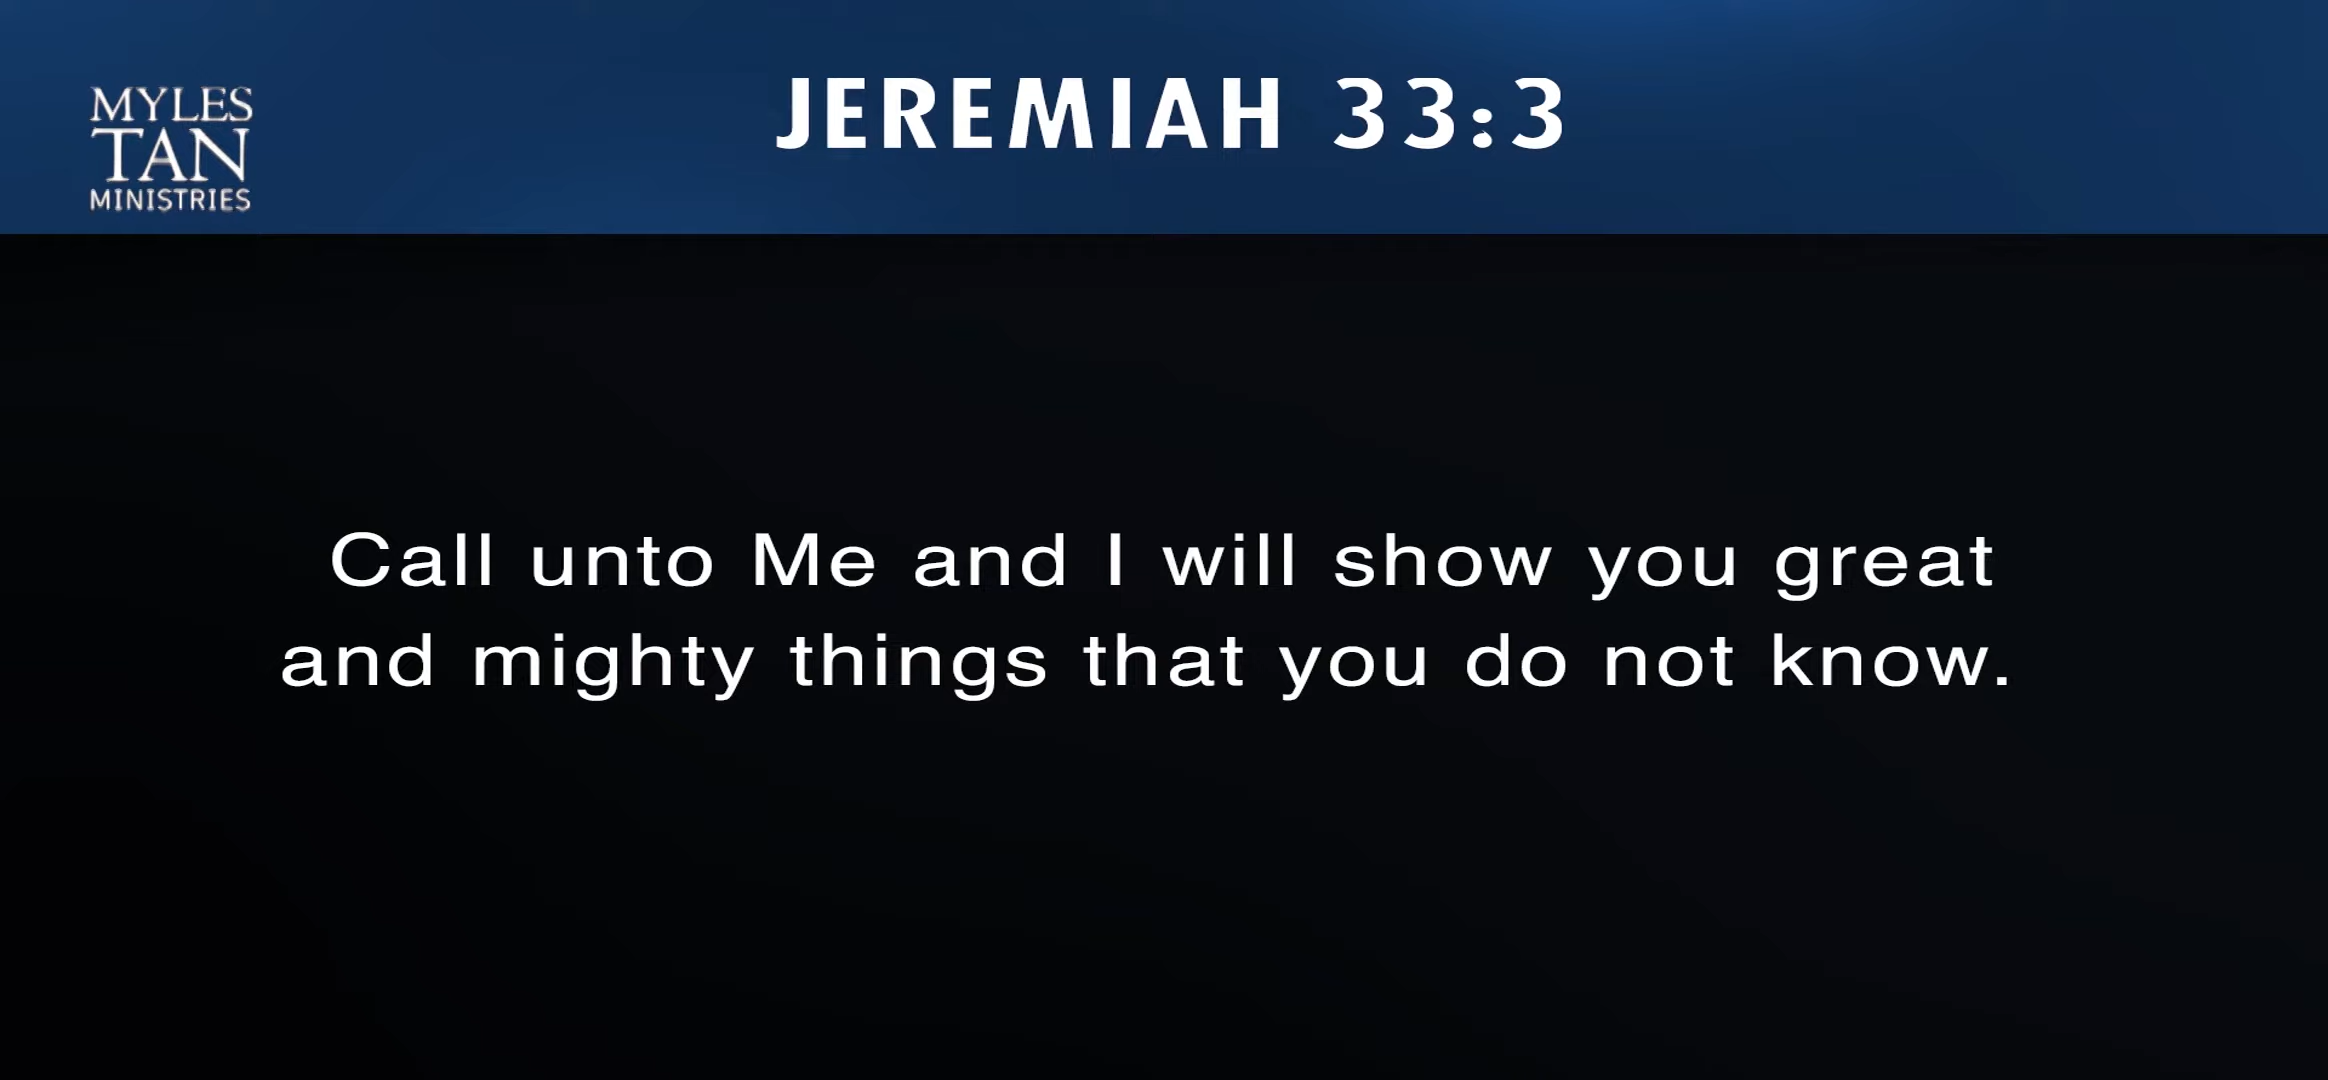 MYLES
TAN
MINISTRIES
JEREMIAH 33:3
Call unto Me and I will show you great
and mighty things that you do not know.